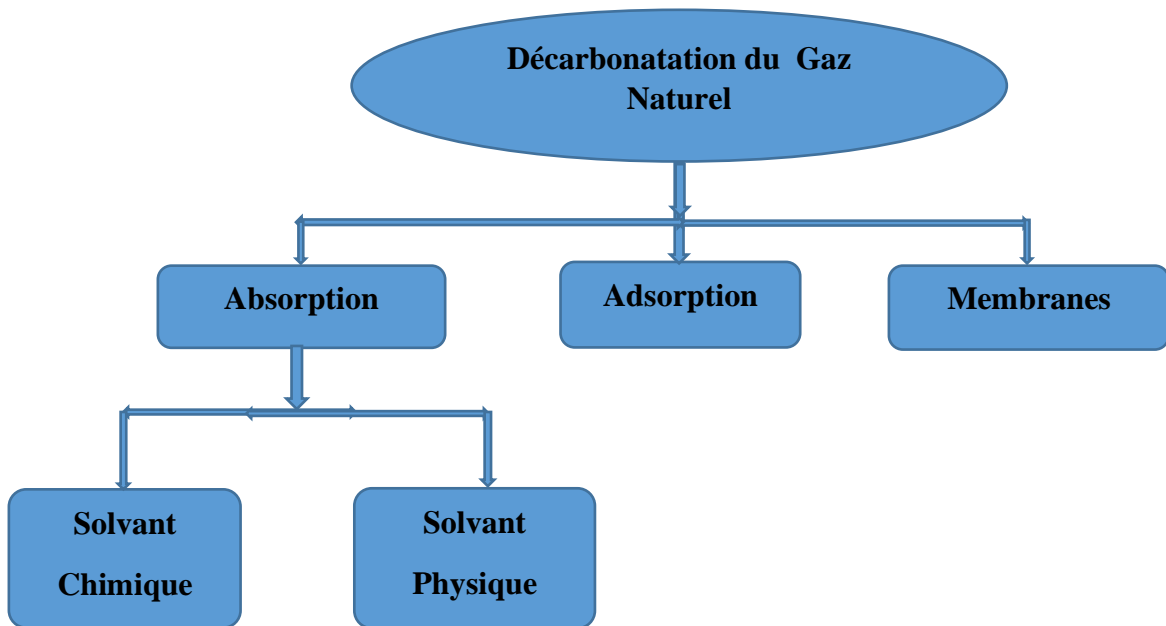 Décarbonatation du Gaz
Naturel
Absorption
Adsorption
Membranes
Solvant
Chimique
Solvant
Physique